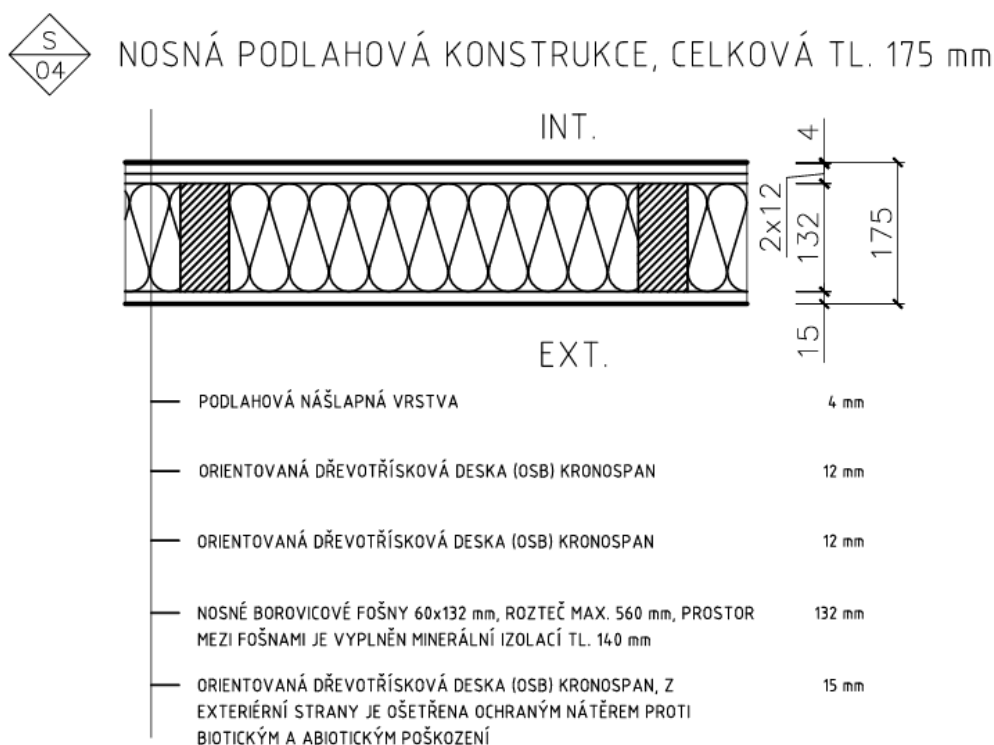 S
04
NOSNÁ PODLAHOVÁ KONSTRUKCE, CELKOVÁ TL. 175 mm
INT.
4
2x12
132
175
15
EXT.
PODLAHOVÁ NÁŠLAPNÁ VRSTVA 4 mm
ORIENTOVANÁ DŘEVOTŘÍSKOVÁ DESKA (OSB) KRONOSPAN 12 mm
ORIENTOVANÁ DŘEVOTŘÍSKOVÁ DESKA (OSB) KRONOSPAN 12 mm
NOSNÉ BOROVICOVÉ FOŠNY 60x132 mm, ROZTEČ MAX. 560 mm, PROSTOR 132 mm
MEZI FOŠNAMI JE VYPLNĚN MINERÁLNÍ IZOLACÍ TL. 140 mm
ORIENTOVANÁ DŘEVOTŘÍSKOVÁ DESKA (OSB) KRONOSPAN, Z 15 mm
EXTERIÉRNÍ STRANY JE OŠETŘENA OCHRANÝM NÁTĚREM PROTI
BIOTICKÝM A ABIOTICKÝM POŠKOZENÍ